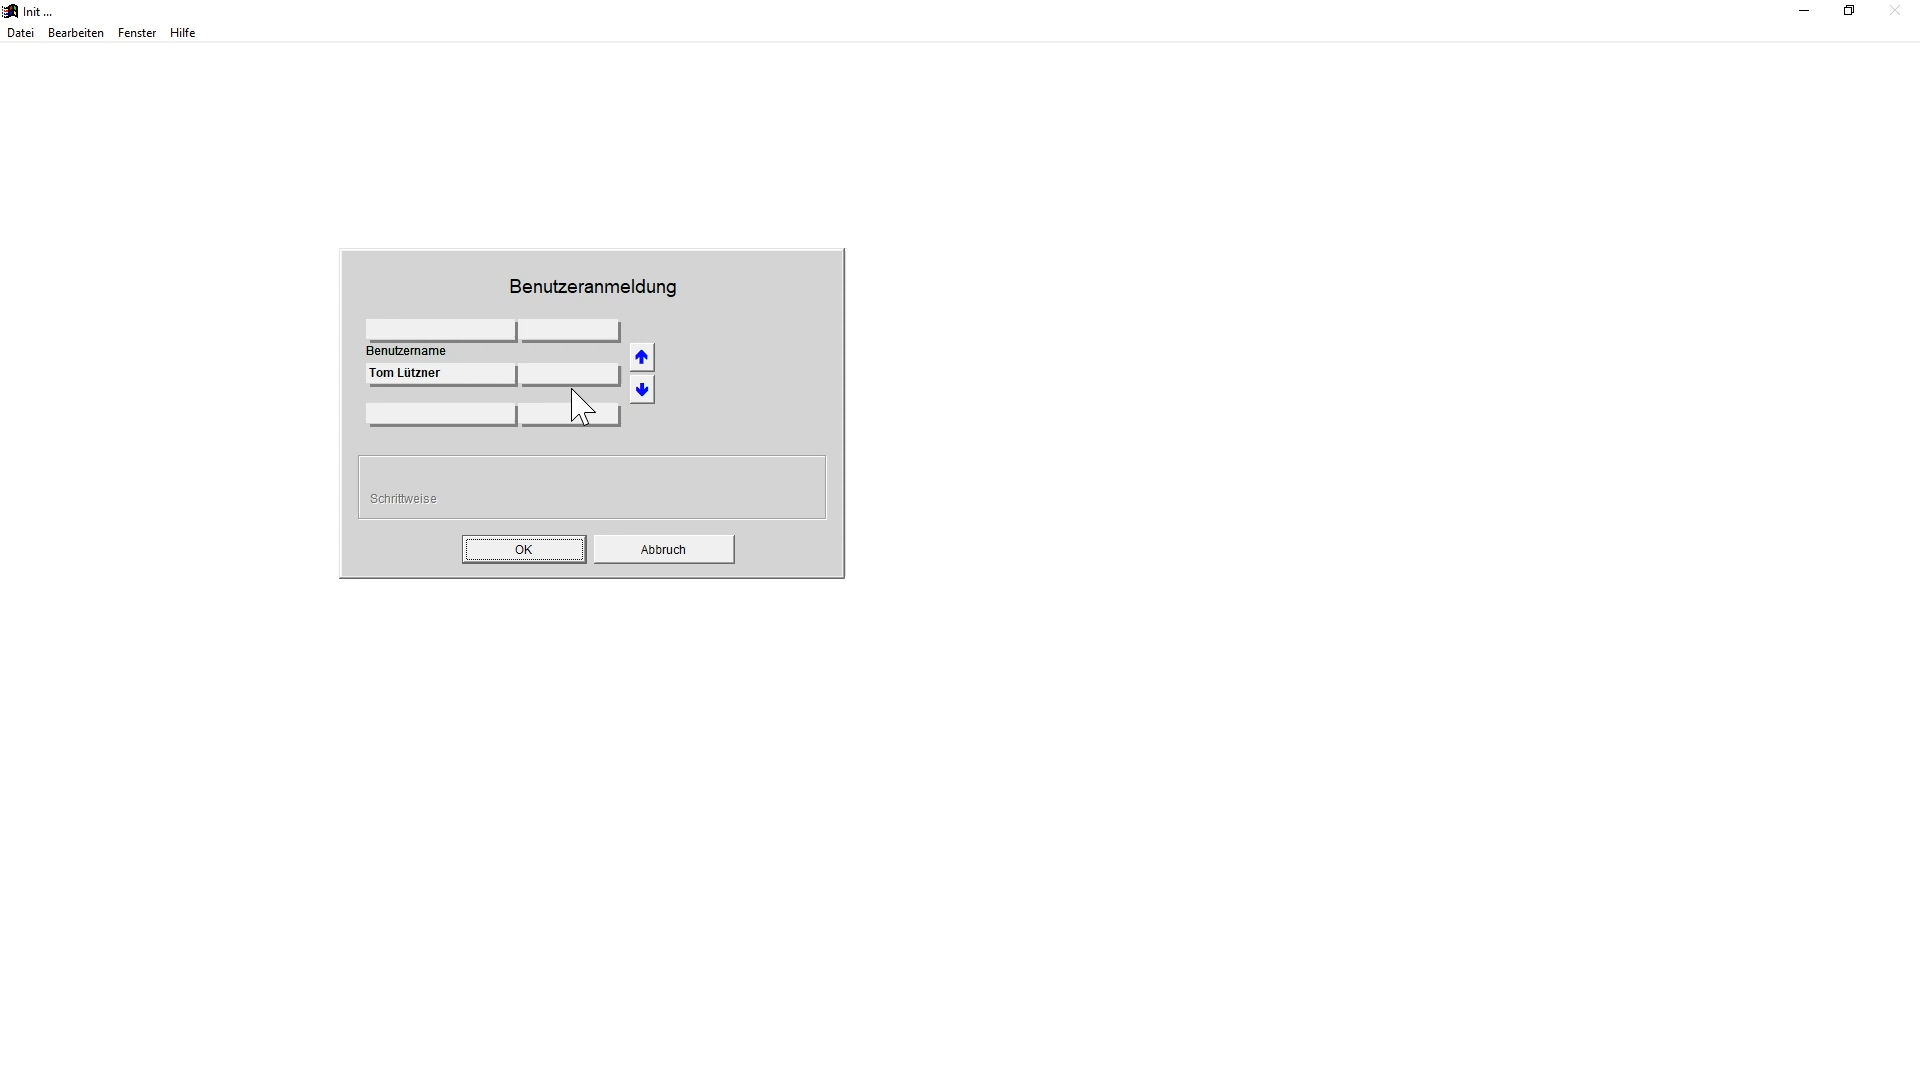 Init ...
Datei Bearbeiten Fenster Hilfe
Benutzeranmeldung
Benutzername
Tom Lützner
Schrittweise
OK Abbruch